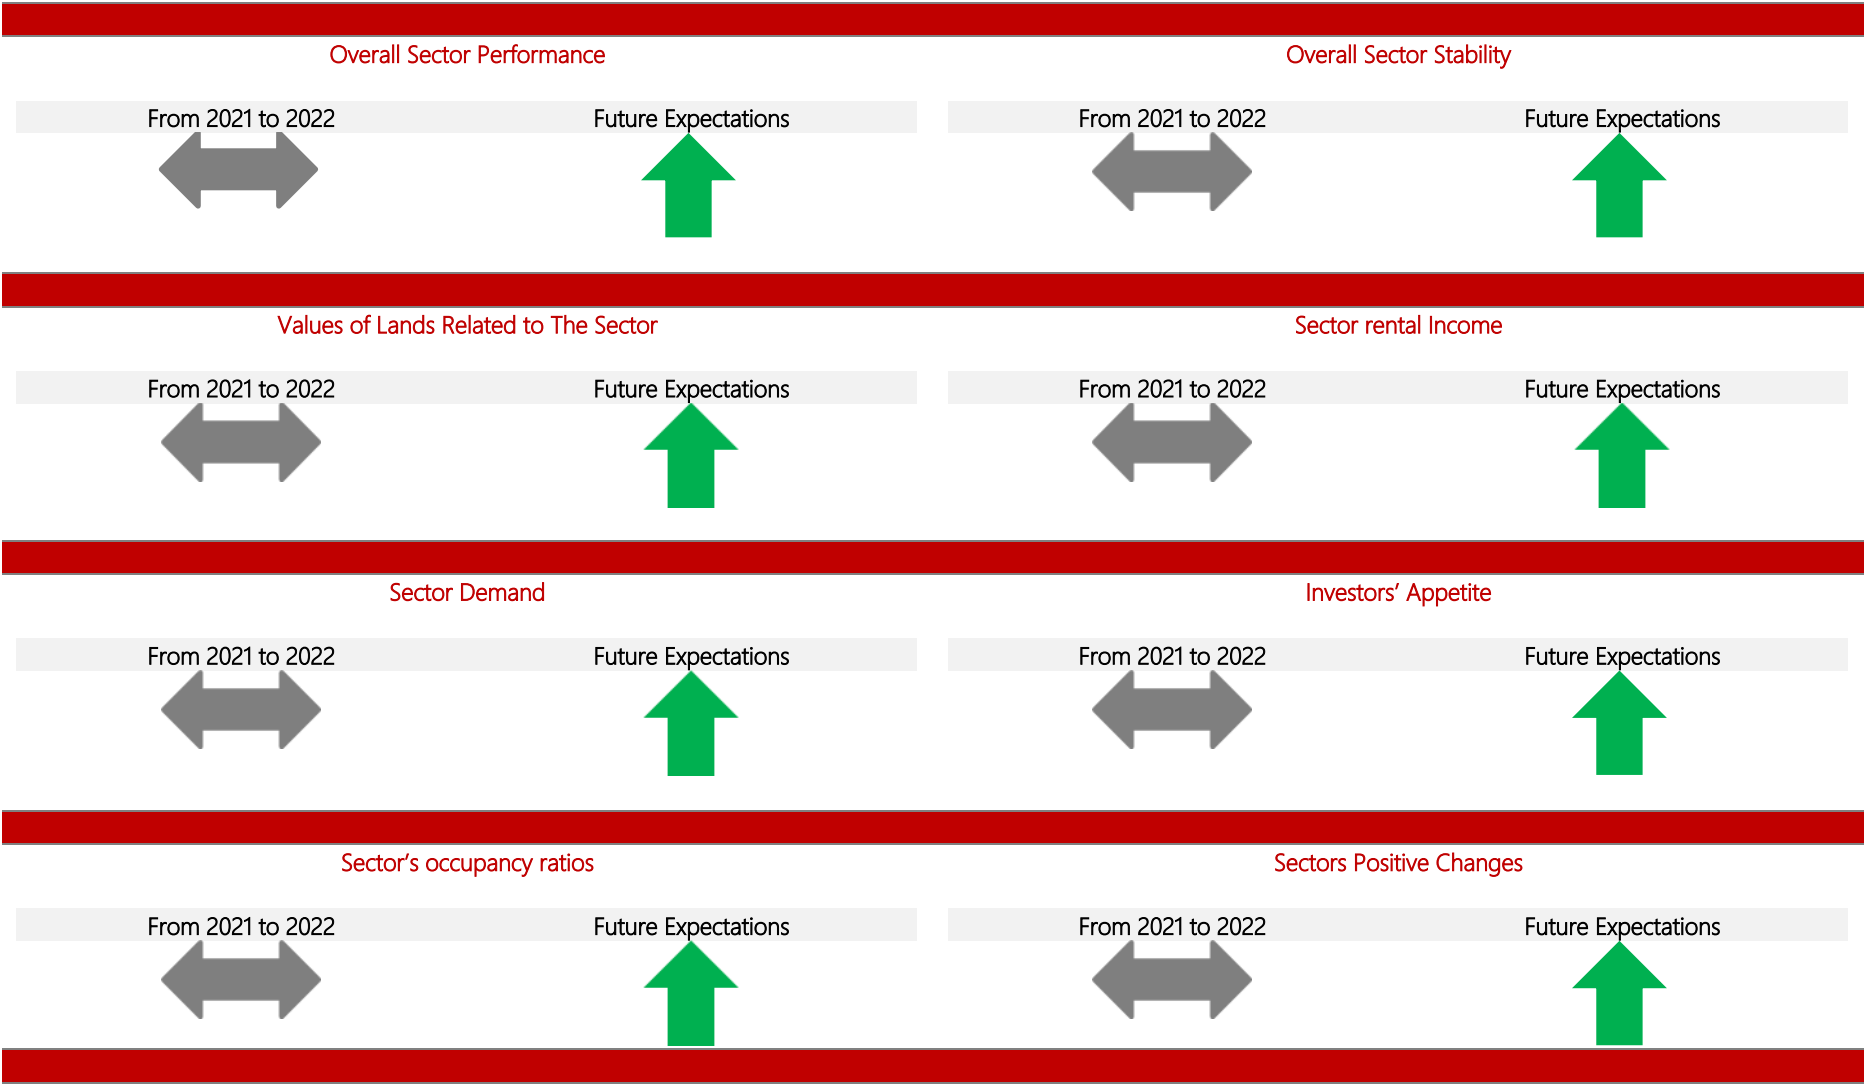 Overall Sector Performance
Overall Sector Stability
From 2021 to 2022
Future Expectations
From 2021 to 2022
Future Expectations
Values of Lands Related to The Sector
Sector rental Income
From 2021 to 2022
Future Expectations
From 2021 to 2022
Future Expectations
Sector Demand
Investors’ Appetite
From 2021 to 2022
Future Expectations
From 2021 to 2022
Future Expectations
Sector’s occupancy ratios
Sectors Positive Changes
From 2021 to 2022
Future Expectations
From 2021 to 2022
Future Expectations